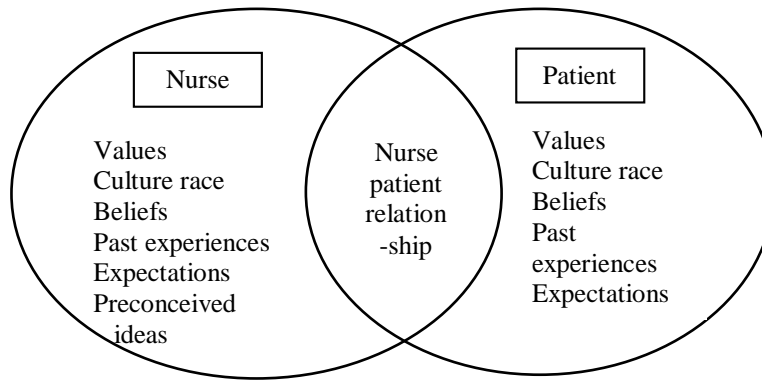 Nurse
Values
Culture race
Beliefs
Past experiences
Expectations
Preconceived
ideas
Nurse
patient
relation
-ship
Patient
Values
Culture race
Beliefs
Past
experiences
Expectations